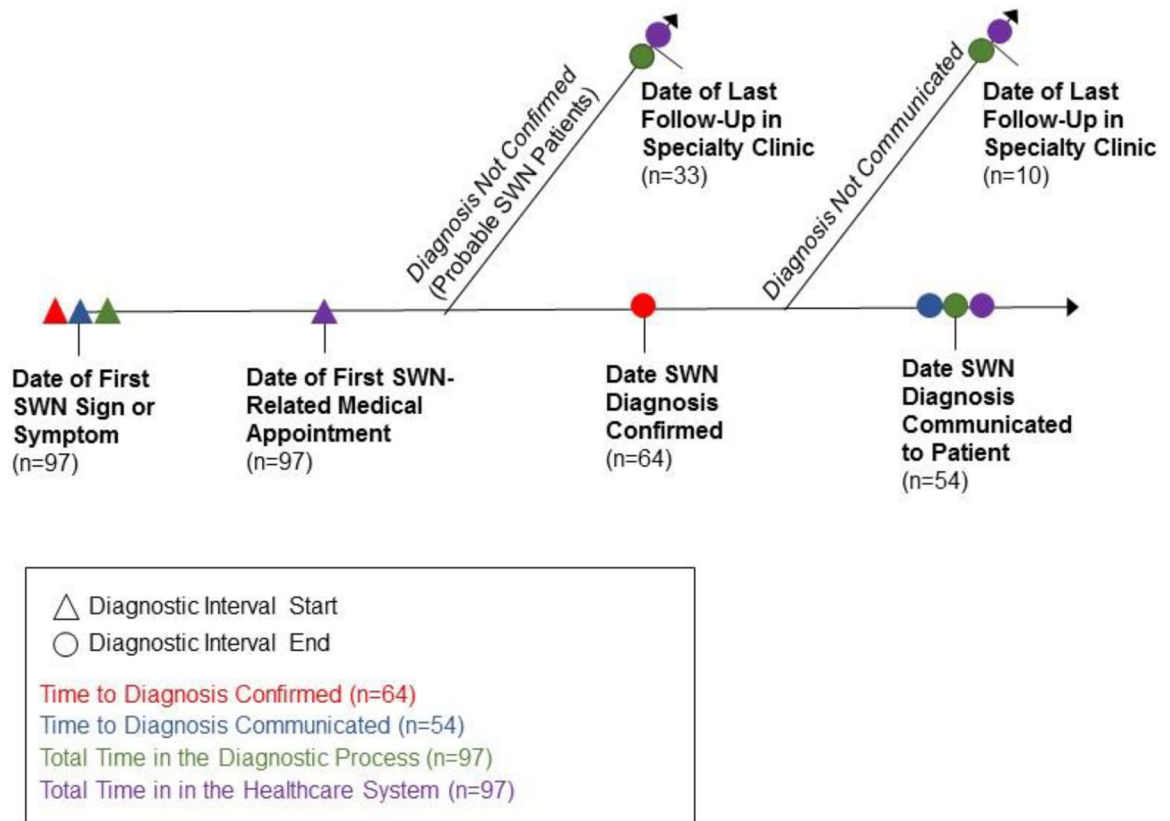 Diagnosis Not Confirmed
(Probable SWN Patients)
Date of Last
Follow-Up in
Specialty Clinic
(n=33)
Diagnosis Not Communicated
Date of Last
Follow-Up in
Specialty Clinic
(n=10)
Date of First
SWN Sign or
Symptom
(n=97)
Date of First SWN-
Related Medical
Appointment
(n=97)
Date SWN
Diagnosis
Confirmed
(n=64)
Date SWN
Diagnosis
Communicated
to Patient
(n=54)
Diagnostic Interval Start
Diagnostic Interval End
Time to Diagnosis Confirmed (n=64)
Time to Diagnosis Communicated (n=54)
Total Time in the Diagnostic Process (n=97)
Total Time in in the Healthcare System (n=97)